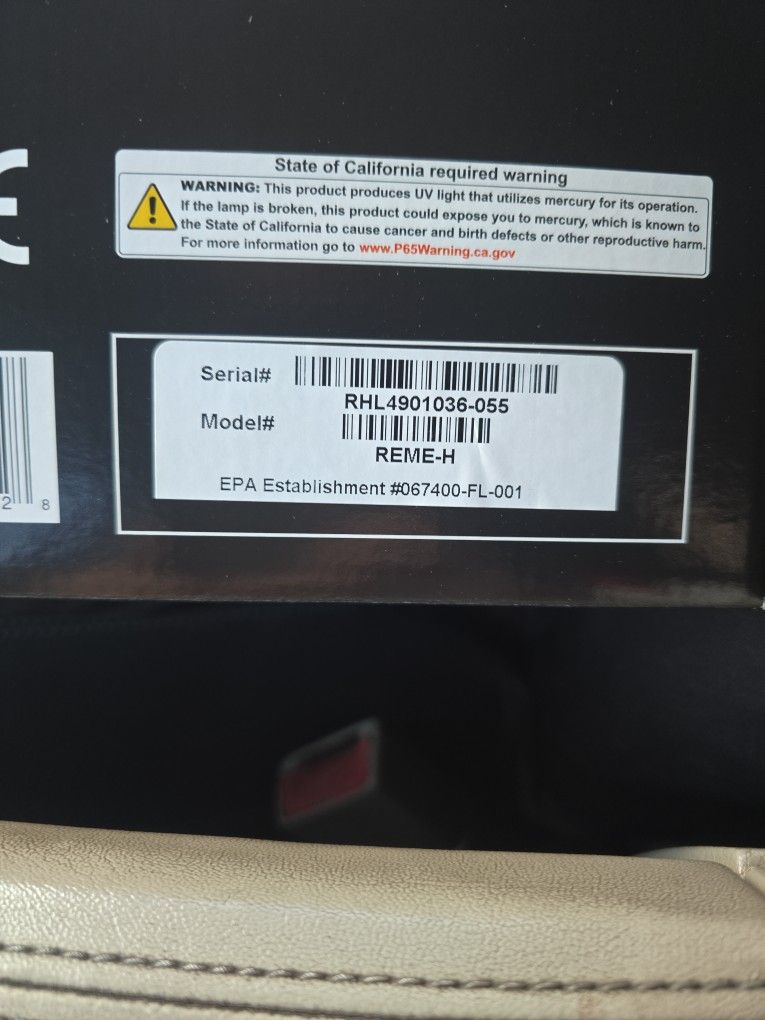 State of California required warning
WARNING: This product produces UV light that utilizes mercury for its operation.
If the lamp is broken, this product could expose you to mercury, which is known to
the State of California to cause cancer and birth defects or other reproductive harm.
For more information go to www.P65Warning.ca.gov
Serial#
RHL4901036-055
Model#
REME-H
EPA Establishment #067400-FL-001
2 8